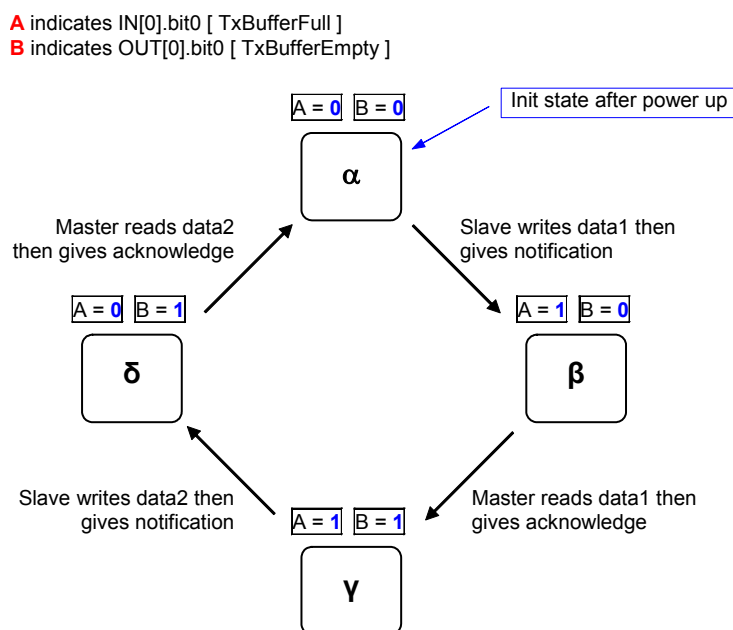 A indicates IN[0].bit0 [ TxBufferFull ]
B indicates OUT[0].bit0 [ TxBufferEmpty ]
Init state after power up
A = 0 B = 0
α
Master reads data2
then gives acknowledge
Slave writes data1 then
gives notification
A = 0 B = 1
δ
A = 1 B = 0
β
Slave writes data2 then
gives notification
Master reads data1 then
gives acknowledge
A = 1 B = 1
γ